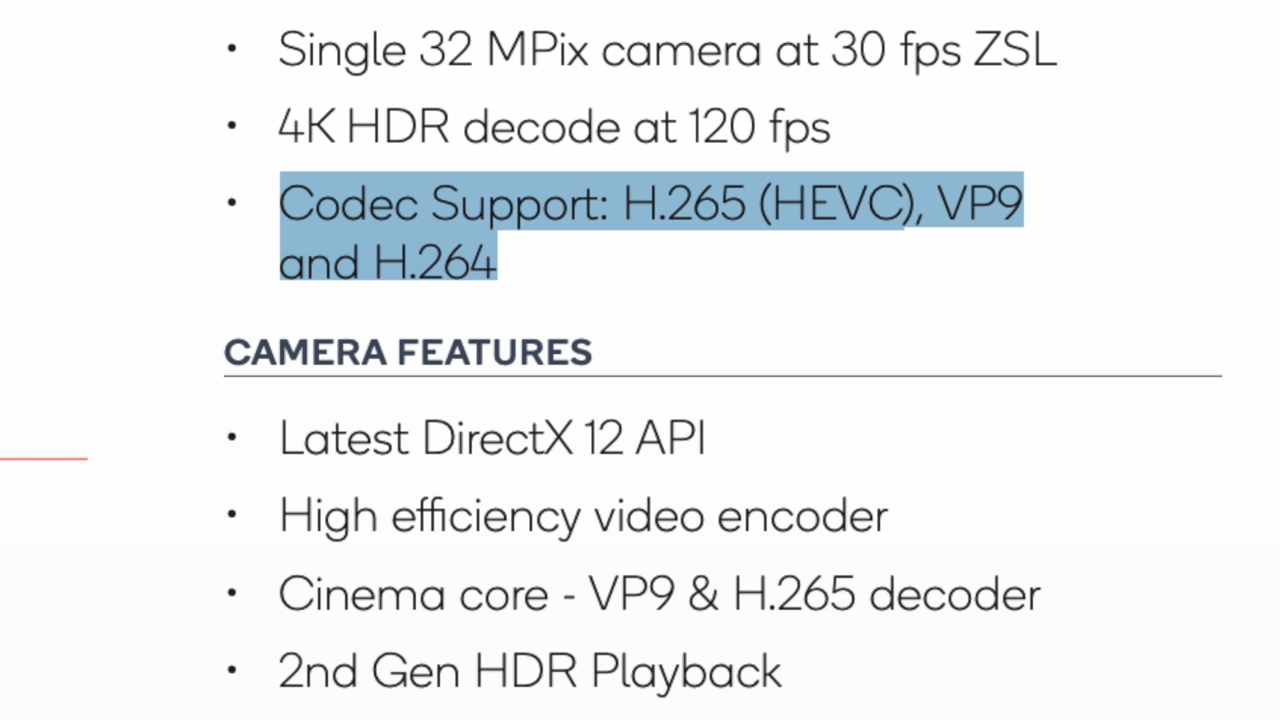 • Single 32 MPix camera at 30 fps ZSL
• 4K HDR decode at 120 fps
• Codec Support: H.265 (HEVC), VP9
and H.264
CAMERA FEATURES
• Latest DirectX 12 API
• High efficiency video encoder
• Cinema core - VP9 & H.265 decoder
• 2nd Gen HDR Playback